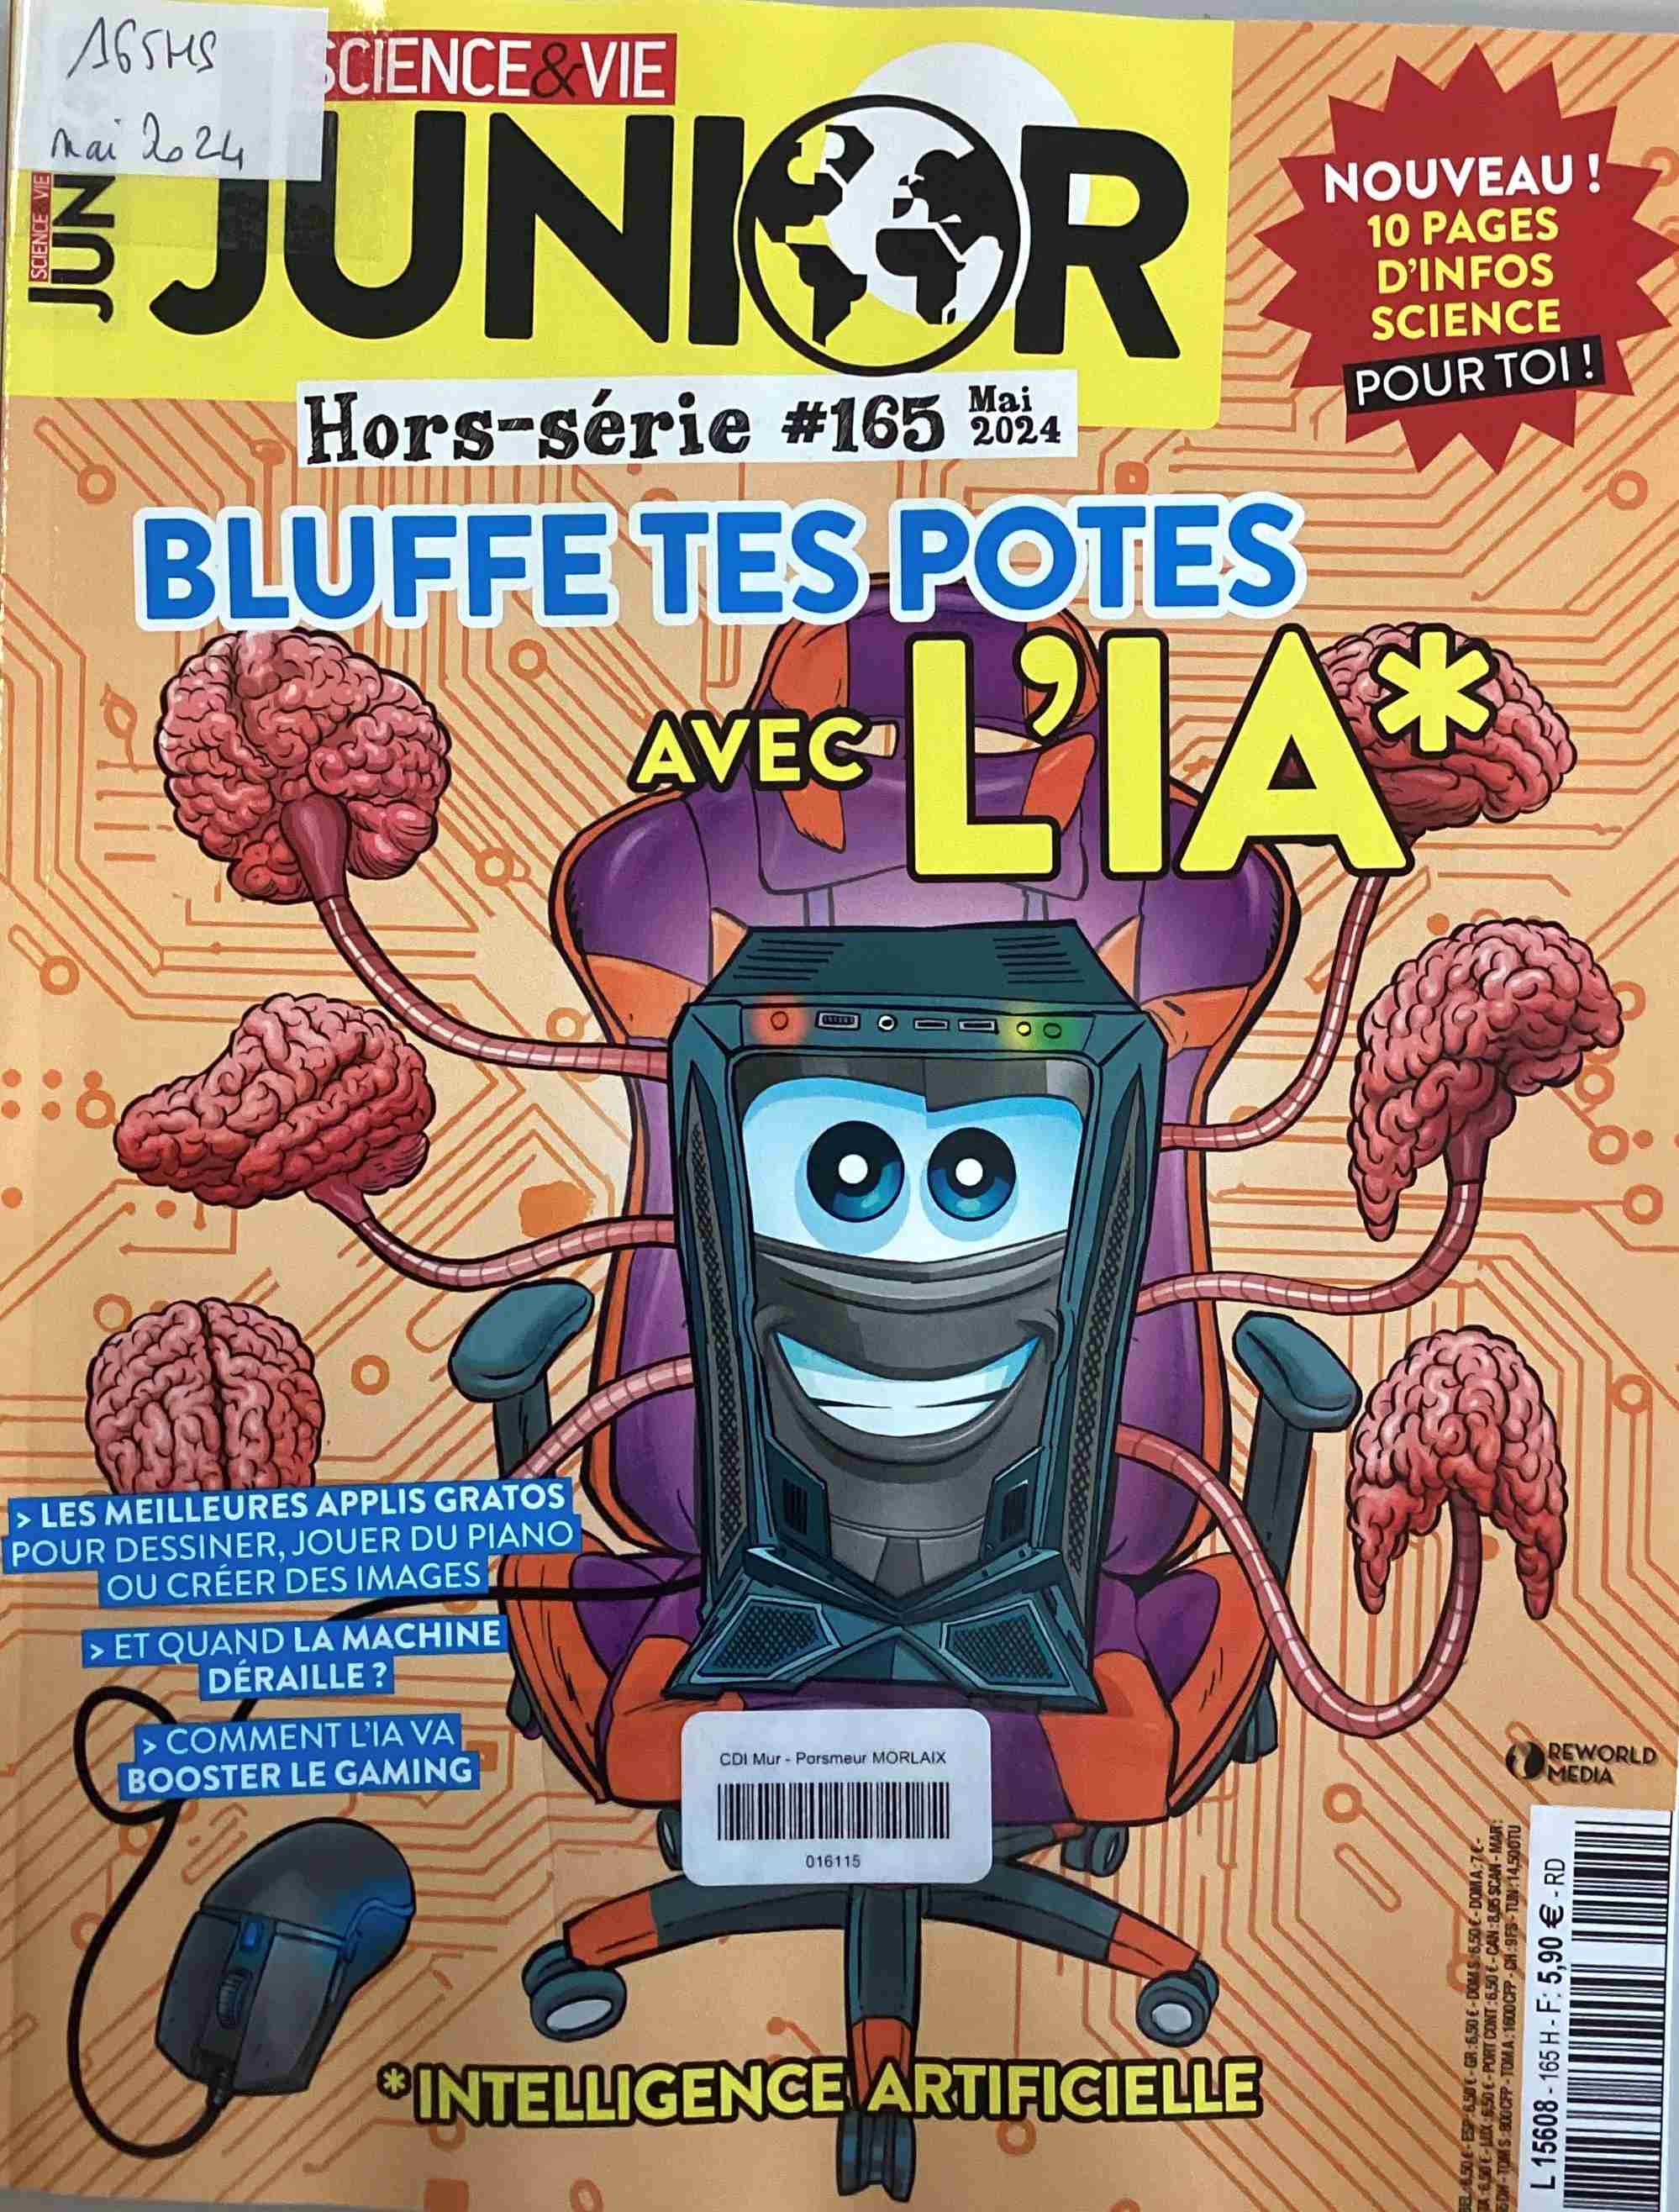 165HS
mai 2024
SCIENCE&VIE
JUNIOR
SCIENCE & VIE
JUN
Hors-série #165 Mai 2024
NOUVEAU !
10 PAGES
D'INFOS
SCIENCE
POUR TOI !
BLUFFE TES POTES
AVEC L'IA*
> LES MEILLEURES APPLIS GRATOS
POUR DESSINER, JOUER DU PIANO
OU CRÉER DES IMAGES
> ET QUAND LA MACHINE
DÉRAILLE ?
> COMMENT L'IA VA
BOOSTER LE GAMING
CDI Mur - Porsmeur MORLAIX
016115
REWORLD
MEDIA
*INTELLIGENCE ARTIFICIELLE
L 15608 - 165 H - F: 5,90 € - RD